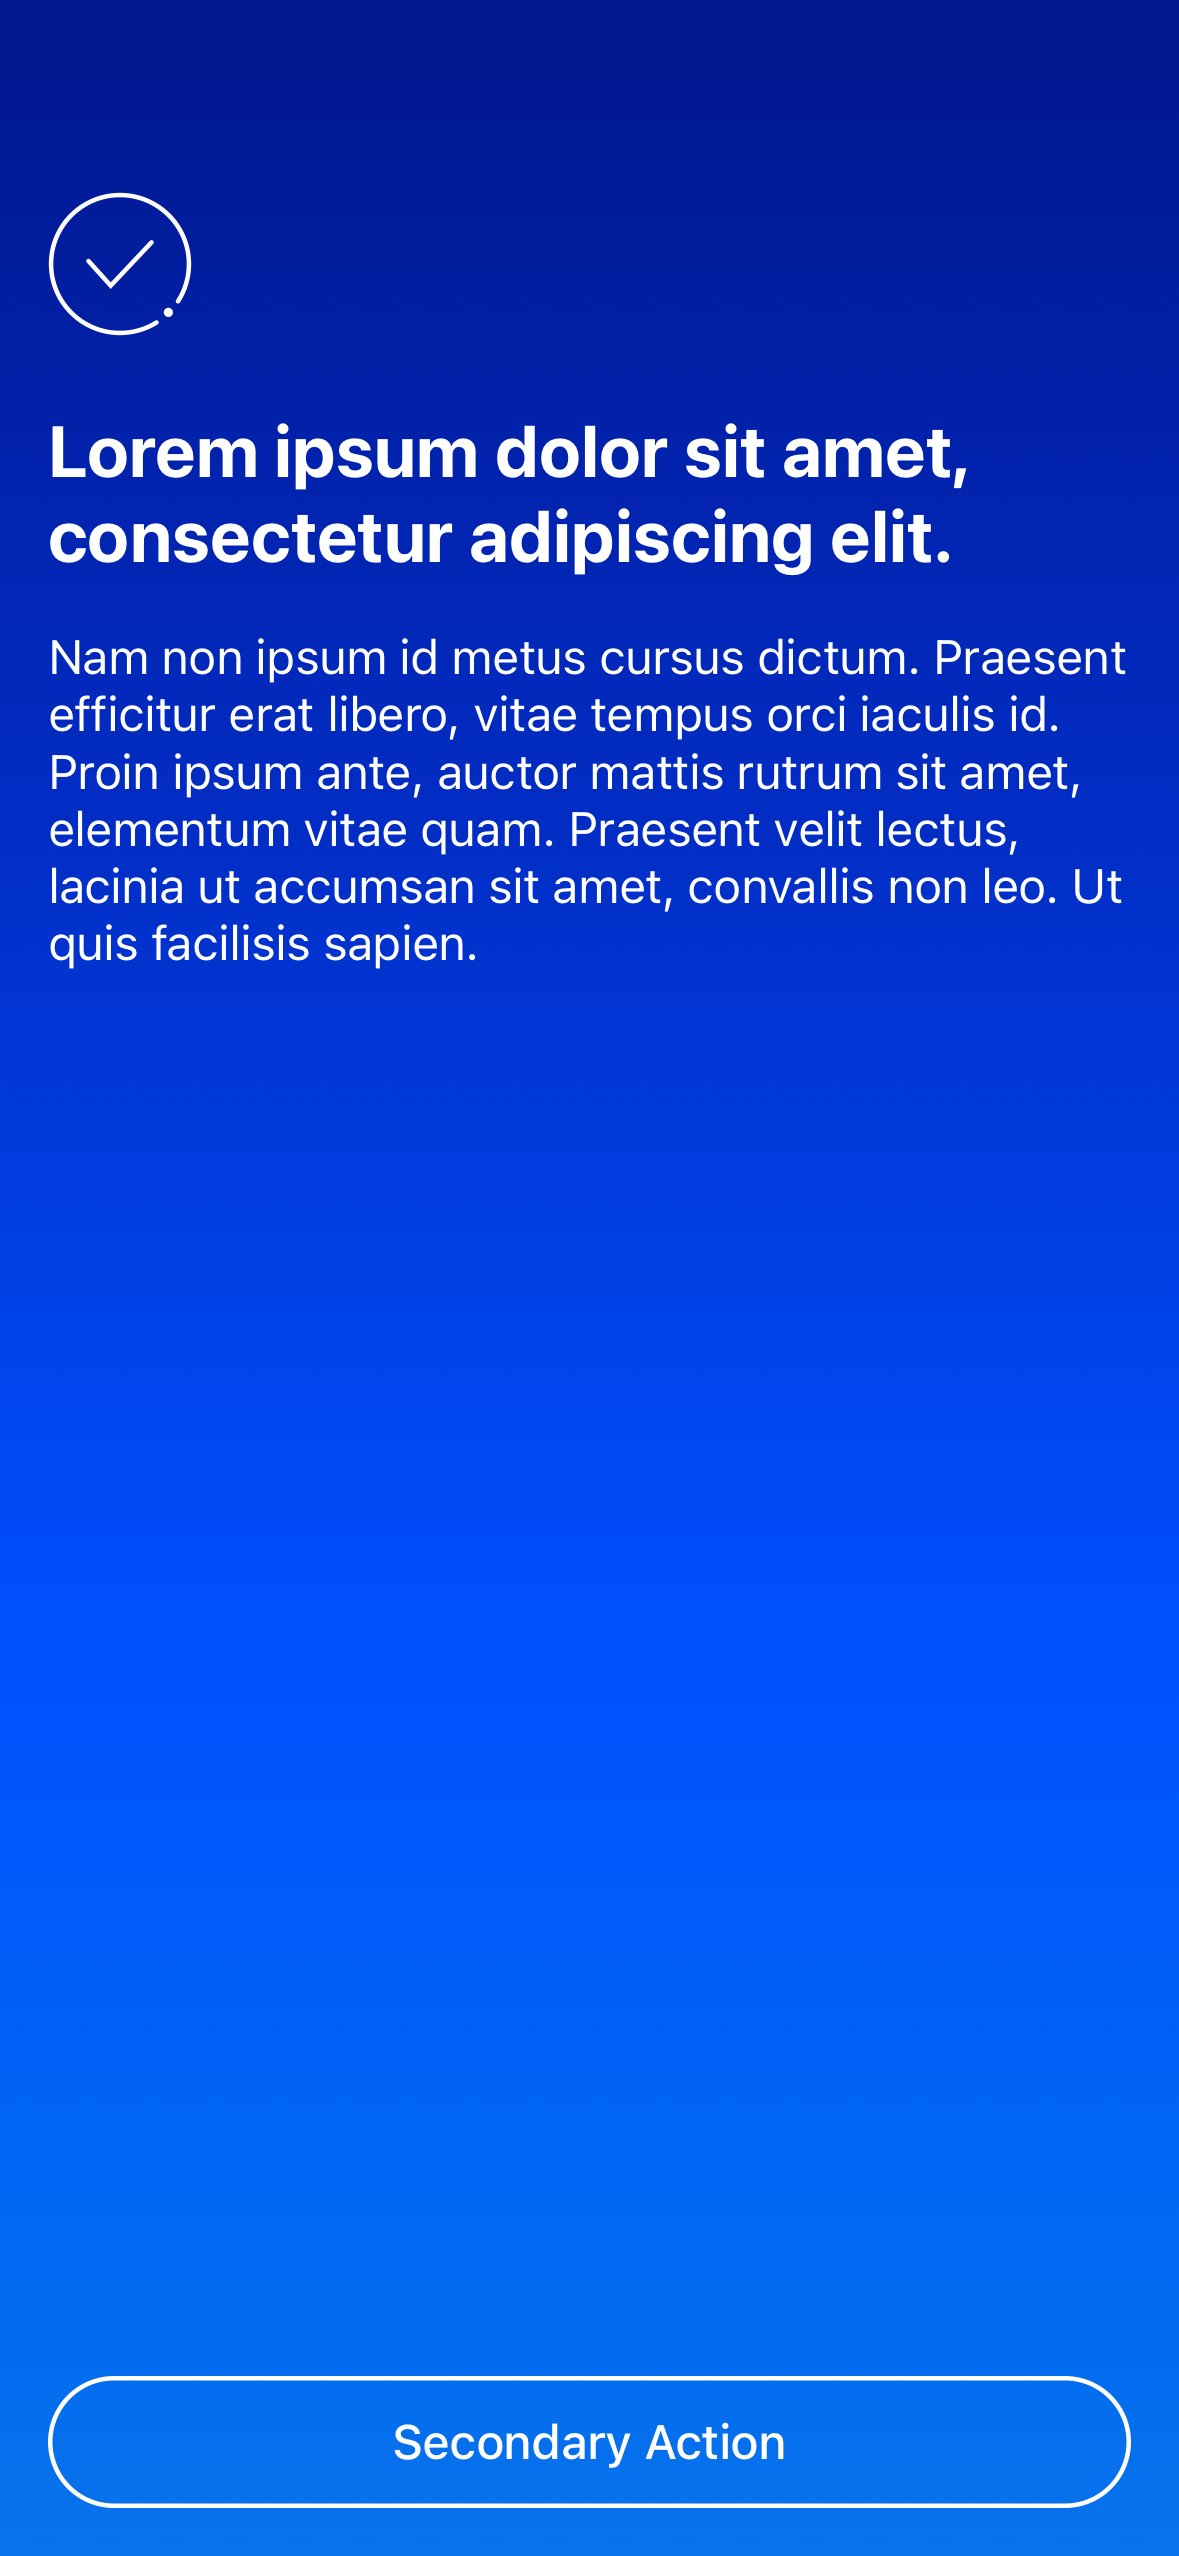 Lorem ipsum dolor sit amet,
consectetur adipiscing elit.
Nam non ipsum id metus cursus dictum. Praesent
efficitur erat libero, vitae tempus orci iaculis id.
Proin ipsum ante, auctor mattis rutrum sit amet,
elementum vitae quam. Praesent velit lectus,
lacinia ut accumsan sit amet, convallis non leo. Ut
quis facilisis sapien.
Secondary Action